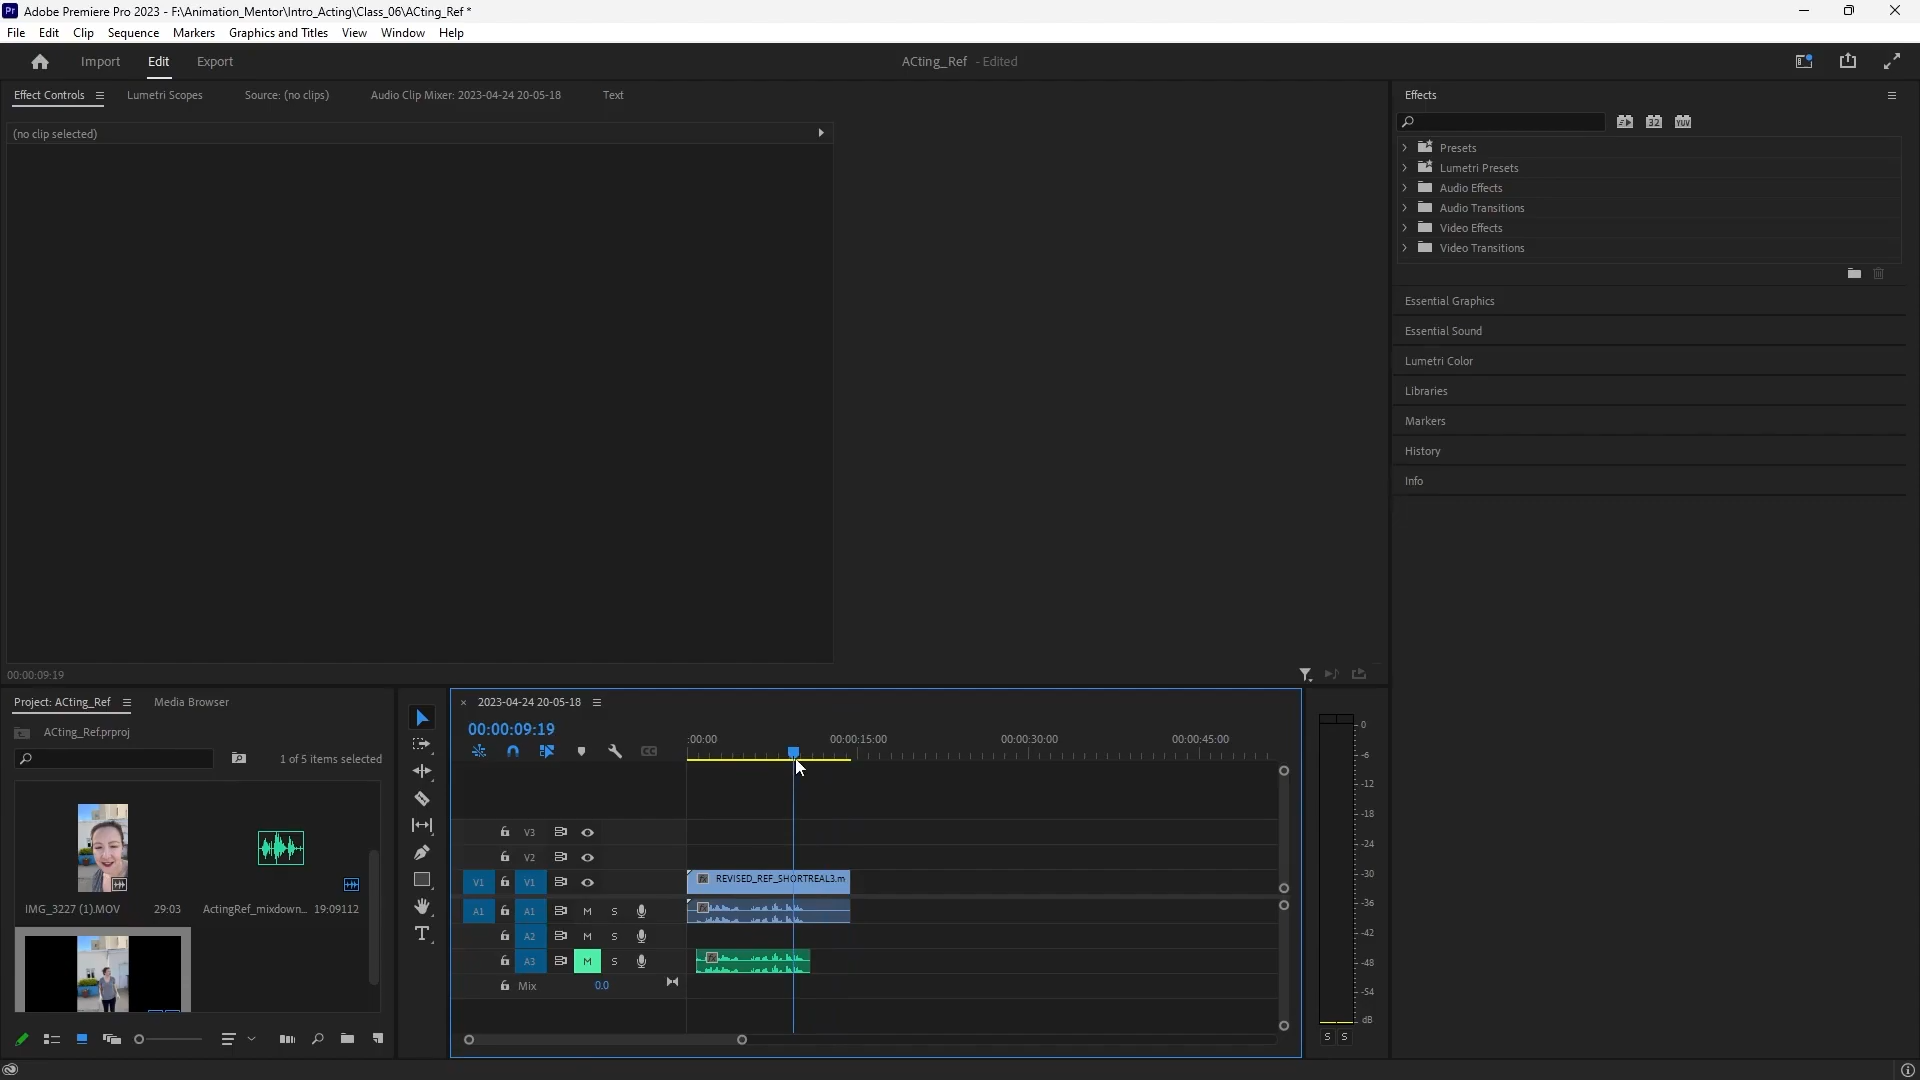 Adobe Premiere Pro 2023 - F:\Animation_Mentor\Intro_Acting\Class_06\ACting_Ref *
File Edit Clip Sequence Markers Graphics and Titles View Window Help
Import Edit Export ACting_Ref - Edited
Effect Controls Lumetri Scopes Source: (no clips) Audio Clip Mixer: 2023-04-24 20-05-18 Text
(no clip selected)
00:00:09:19
Effects
32 YUV
Presets
Lumetri Presets
Audio Effects
Audio Transitions
Video Effects
Video Transitions
Essential Graphics
Essential Sound
Lumetri Color
Libraries
Markers
History
Info
Project: ACting_Ref Media Browser
ACting_Ref.prproj
1 of 5 items selected
IMG_3227 (1).MOV 29:03 ActingRef_mixdown... 19:09112
2023-04-24 20-05-18
00:00:09:19
:00:00 00:00:15:00 00:00:30:00 00:00:45:00
V3
V2
V1 V1 REVISED_REF_SHORTREAL3.m
A1 A1 M S
A2 M S
A3 M S
Mix 0.0
0
-6
-12
-18
-24
-30
-36
-42
-48
-54
dB
S S